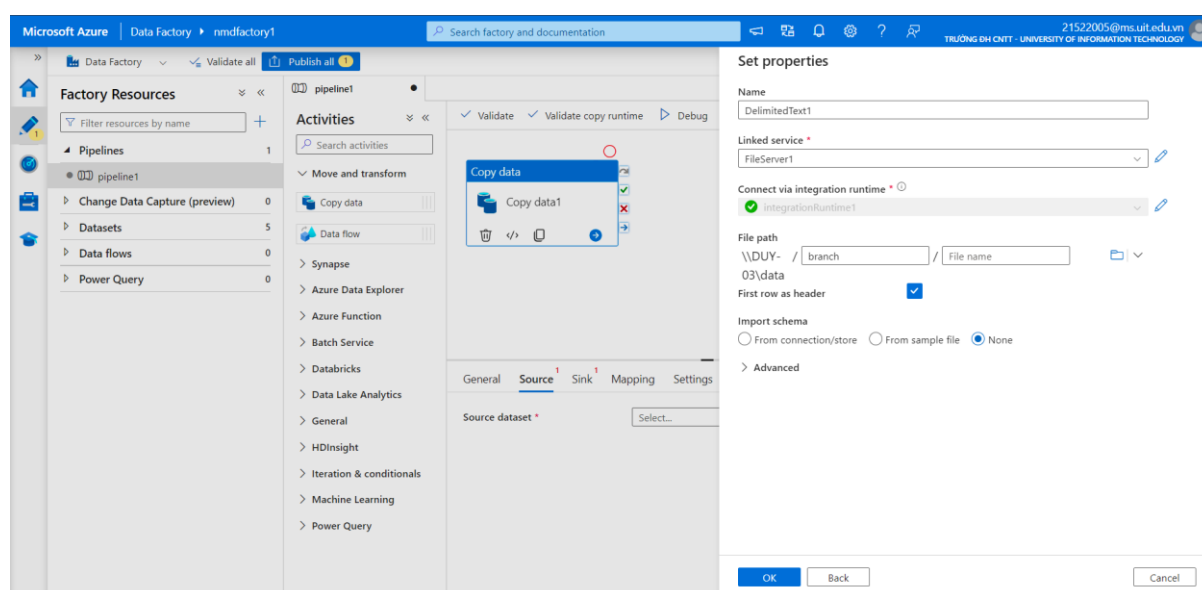 Microsoft Azure | Data Factory ▸ nmdfactory1
Search factory and documentation
21522005@ms.uit.edu.vn
TRƯỜNG ĐH CNTT - UNIVERSITY OF INFORMATION TECHNOLOGY
Data Factory
Validate all
Publish all 1
Factory Resources
Filter resources by name
1
Pipelines 1
pipeline1
Change Data Capture (preview) 0
Datasets 5
Data flows 0
Power Query 0
pipeline1
Activities
Search activities
Move and transform
Copy data
Data flow
Synapse
Azure Data Explorer
Azure Function
Batch Service
Databricks
Data Lake Analytics
General
HDInsight
Iteration & conditionals
Machine Learning
Power Query
Validate Validate copy runtime Debug
Copy data
Copy data1
General Source 1 Sink 1 Mapping Settings
Source dataset * Select...
Set properties
Name
DelimitedText1
Linked service *
FileServer1
Connect via integration runtime *
integrationRuntime1
File path
\\DUY- / branch / File name
03\data
First row as header
Import schema
From connection/store From sample file None
Advanced
OK Back Cancel